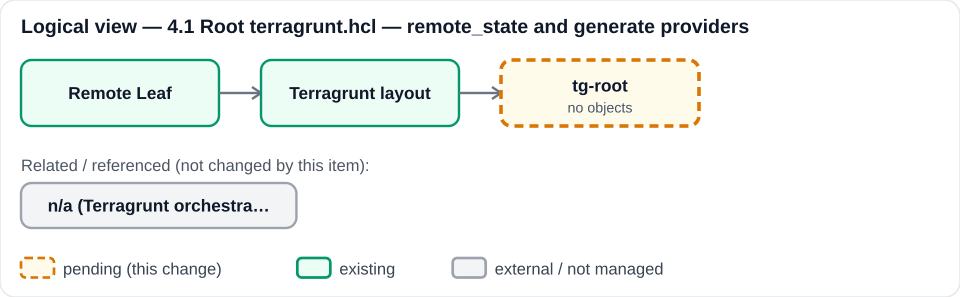 Logical view — 4.1 Root terragrunt.hcl — remote_state and generate providers
Remote Leaf
Terragrunt layout
tg-root
no objects
Related / referenced (not changed by this item):
n/a (Terragrunt orchestra…
pending (this change)
existing
external / not managed